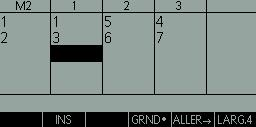 M2 1 2 3
1 1 5 4
2 3 6 7
INS GRND• ALLER→ LARG.4